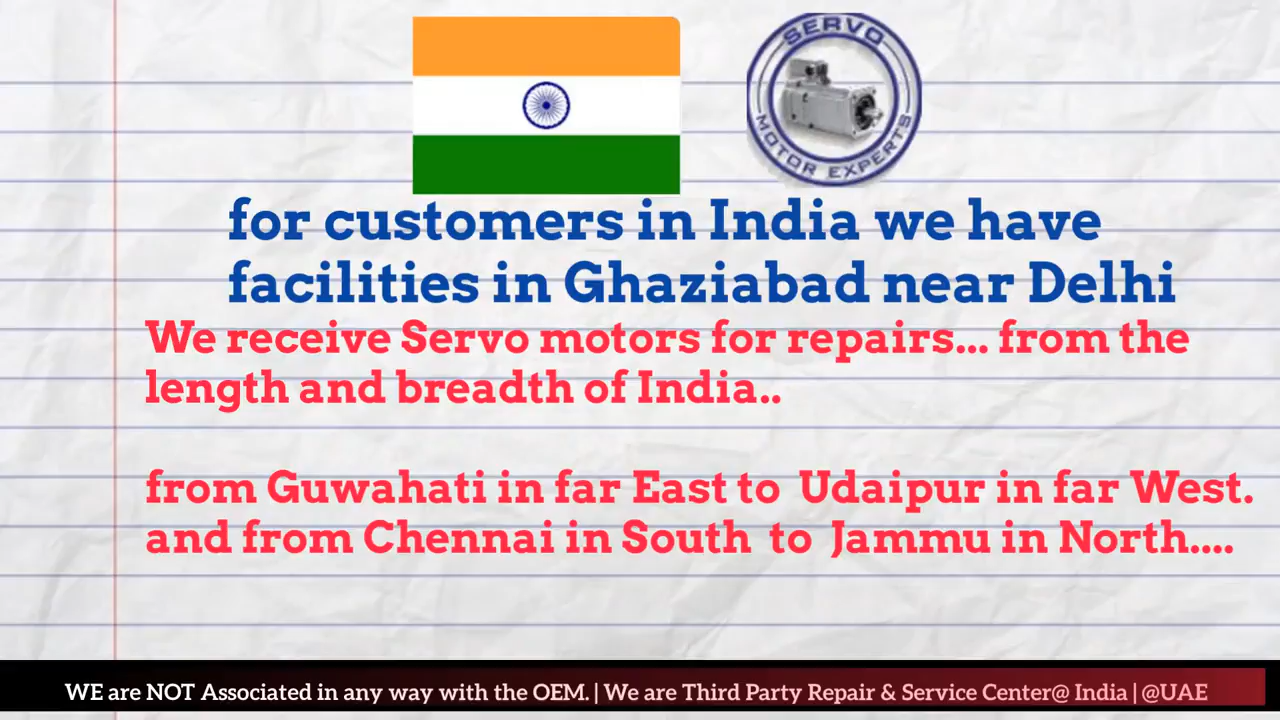 SERVO
MOTOR EXPERTS
for customers in India we have
facilities in Ghaziabad near Delhi
We receive Servo motors for repairs... from the
length and breadth of India..
from Guwahati in far East to Udaipur in far West.
and from Chennai in South to Jammu in North....
WE are NOT Associated in any way with the OEM. | We are Third Party Repair & Service Center@ India | @UAE